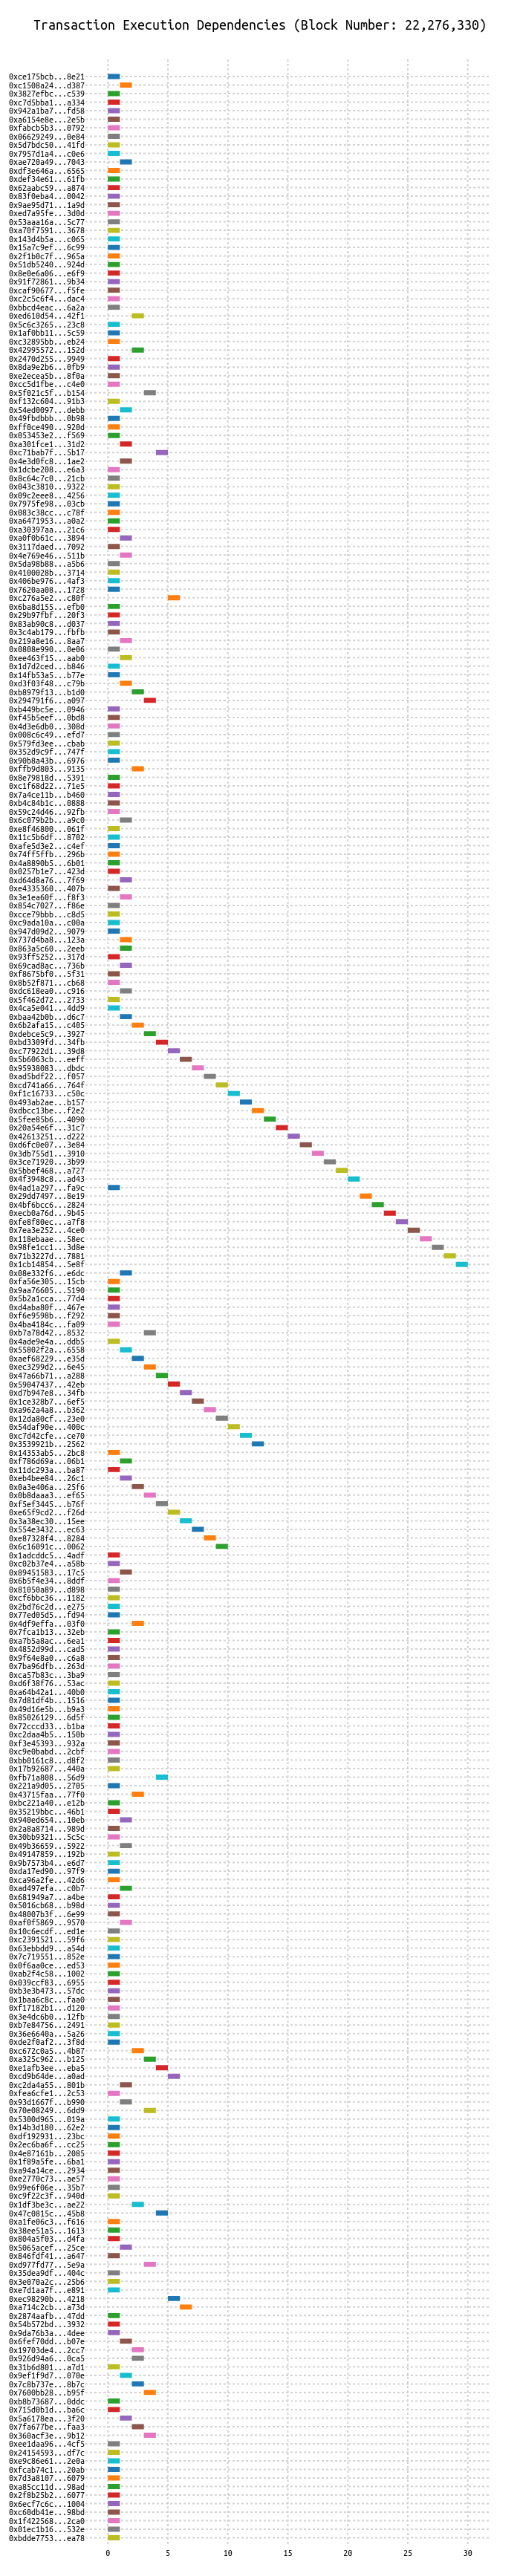 Transaction Execution Dependencies (Block Number: 22,276,330)
0xce175bcb...8e21
0xc1508a24...d387
0x3827efbc...c539
0xc7d5bba1...a334
0x942a1ba7...fd58
0xa6154e8e...2e5b
0xfabcb5b3...0792
0x06629249...0e84
0x5d7bdc50...41fd
0x7957d1a4...c0e6
0xae720a49...7043
0xdf3e646a...6565
0xdef34e61...61fb
0x62aabc59...a874
0x83f0eba4...0042
0x9ae95d71...1a9d
0xed7a95fe...3d0d
0x53aaa16a...5c77
0xa70f7591...3678
0x143d4b5a...c065
0x15a7c9ef...6c99
0x2f1b0c7f...965a
0x51db5240...924d
0x8e0e6a06...e6f9
0x91f72861...9b34
0xcaf90677...f5fe
0xc2c5c6f4...dac4
0xbbcd4eac...6a2a
0xed610d54...42f1
0x5c6c3265...23c8
0x1af0bb11...5c59
0xc32895bb...eb24
0x42995572...152d
0x2470d255...9949
0x8da9e2b6...0fb9
0xe2ecea5b...8f0a
0xcc5d1fbe...c4e0
0x5f021c5f...b154
0xf132c604...91b3
0x54ed0097...debb
0x49fbdbbb...0b98
0xff0ce490...920d
0x053453e2...f569
0xa301fce1...31d2
0xc71bab7f...5b17
0x4e3d0fc8...1ae2
0x1dcbe208...e6a3
0x8c64c7c0...21cb
0x043c3810...9322
0x09c2eee8...4256
0x7975fe98...03cb
0x083c38cc...c78f
0xa6471953...a0a2
0xa30397aa...21c6
0xa0f0b61c...3894
0x3117daed...7092
0x4e769e46...511b
0x5da98b88...a5b6
0x4100028b...3714
0x406be976...4af3
0x7620aa08...1728
0xc276a5e2...c80f
0x6ba8d155...efb0
0x29b97fbf...20f3
0x83ab90c8...d037
0x3c4ab179...fbfb
0x219a8e16...8aa7
0x0808e990...0e06
0xee463f15...aab0
0x1d7d2ced...b846
0x14fb53a5...b77e
0xd3f03f48...c79b
0xb8979f13...b1d0
0x294791f6...a097
0xb449bc5e...0946
0xf45b5eef...0bd8
0x4d3e6db0...308d
0x008c6c49...efd7
0x579fd3ee...cbab
0x352d9c9f...747f
0x90b8a43b...6976
0xffb9d803...9135
0x8e79818d...5391
0xc1f68d22...71e5
0x7a4ce11b...b460
0xb4c84b1c...0888
0x59c24d46...92fb
0x6c079b2b...a9c0
0xe8f46800...061f
0x11c5b6df...8702
0xafe5d3e2...c4ef
0x74ff5ffb...296b
0x4a8890b5...6b01
0x0257b1e7...423d
0xd64d8a76...7f69
0xe4335360...407b
0x3e1ea60f...f8f3
0x854c7027...f86e
0xcce79bbb...c8d5
0xc9ada10a...c00a
0x947d09d2...9079
0x737d4ba8...123a
0x863a5c60...2eeb
0x93ff5252...317d
0x69cad8ac...736b
0xf8675bf0...5f31
0x8b52f871...cb68
0xdc618ea0...c916
0x5f462d72...2733
0x4ca5e041...4dd9
0xbaa42b0b...d6c7
0x6b2afa15...c405
0xdebce5c9...3927
0xbd3309fd...34fb
0xc77922d1...39d8
0x5b6063cb...eeff
0x95938083...dbdc
0xad5bdf22...f057
0xcd741a66...764f
0xf1c16733...c50c
0x493ab2ae...b157
0xdbcc13be...f2e2
0x5fee85b6...4090
0x20a54e6f...31c7
0x42613251...d222
0xd6fc0e07...3e84
0x3db755d1...3910
0x3ce71920...3b99
0x5bbef468...a727
0x4f3948c8...ad43
0x4ad1a297...fa9c
0x29dd7497...8e19
0x4bf6bcc6...2824
0xecb0a76d...9b45
0xfe8f80ec...a7f8
0x7ea3e252...4ce0
0x118ebaae...58ec
0x98fe1cc1...3d8e
0x71b3227d...7881
0x1cb14854...5e8f
0x08e332f6...e6dc
0xfa56e305...15cb
0x9aa76605...5190
0x5b2a1cca...77d4
0xd4aba80f...467e
0xf6e9598b...f292
0x4ba4184c...fa09
0xb7a78d42...8532
0x4ade9e4a...ddb5
0x55802f2a...6558
0xaef68229...e35d
0xec3299d2...6e45
0x47a66b71...a288
0x59047437...42eb
0xd7b947e8...34fb
0x1ce328b7...6ef5
0xa962a4a8...b362
0x12da80cf...23e0
0x54daf90e...400c
0xc7d42cfe...ce70
0x3539921b...2562
0x14353ab5...2bc8
0xf786d69a...06b1
0x11dc293a...ba87
0xeb4bee84...26c1
0x0a3e406a...25f6
0x0b8daaa3...ef65
0xf5ef3445...b76f
0xe65f9cd2...f26d
0x3a38ec30...15ee
0x554e3432...ec63
0xe87328f4...8284
0x6c16091c...0062
0x1adcddc5...4adf
0xc02b37e4...a58b
0x89451583...17c5
0x6b5f4e34...8ddf
0x81050a89...d898
0xcf6bbc36...1182
0x2bd76c2d...e275
0x77ed05d5...fd94
0x4df9effa...03f0
0x7fca1b13...32eb
0xa7b5a8ac...6ea1
0x4852d99d...cad5
0x9f64e8a0...c6a8
0x7ba96dfb...263d
0xca57b83c...3ba9
0xd6f38f76...53ac
0xa64b42a1...40b0
0x7d81df4b...1516
0x49d16e5b...b9a3
0x85026129...6d5f
0x72cccd33...b1ba
0xc2daa4b5...150b
0xf3e45393...932a
0xc9e0babd...2cbf
0xbb0161c8...d8f2
0x17b92687...440a
0xfb71a808...56d9
0x221a9d05...2705
0x43715faa...77f0
0xbc221a40...e12b
0x35219bbc...46b1
0x940ed654...10eb
0x2a8a8714...989d
0x30bb9321...5c5c
0x49b36659...5922
0x49147859...192b
0x9b7573b4...e6d7
0xda17ed90...97f9
0xca96a2fe...42d6
0xad497efa...c0b7
0x681949a7...a4be
0x5016cb68...b98d
0x48007b3f...6e99
0xaf0f5869...9570
0x10c6ecdf...ed1e
0xc2391521...59f6
0x63ebbdd9...a54d
0x7c719551...852e
0x0f6aa0ce...ed53
0xab2f4c58...1002
0x039ccf83...6955
0xb3e3b473...57dc
0x1baa6c8c...faa0
0xf17182b1...d120
0x3e4dc6b0...12fb
0xb7e84756...2491
0x36e6640a...5a26
0xde2f0af2...3f8d
0xc672c0a5...4b87
0xa325c962...b125
0xe1afb3ee...eba5
0xcd9b64de...a0ad
0xc2da4a55...801b
0xfea6cfe1...2c53
0x93d1667f...b990
0x70e08249...6dd9
0x5300d965...019a
0x14b3d180...62e2
0xdf192931...23bc
0x2ec6ba6f...cc25
0x4e87161b...2085
0x1f89a5fe...6ba1
0xa94a14ce...2934
0xe2770c73...ae57
0x99e6f06e...35b7
0xc9f22c3f...940d
0x1df3be3c...ae22
0x47c0815c...45b8
0xa1fe06c3...f616
0x38ee51a5...1613
0x804a5f03...d4fa
0x5065acef...25ce
0x846fdf41...a647
0xd977fd77...5e9a
0x35dea9df...404c
0x3e070a2c...25b6
0xe7d1aa7f...e891
0xec98290b...4218
0xa714c2cb...a73d
0x2874aafb...47dd
0x54b572bd...3932
0x9da76b3a...4dee
0x6fef70dd...b07e
0x19703de4...2cc7
0x926d94a6...0ca5
0x31b6d801...a7d1
0x9ef1f9d7...070e
0x7c8b737e...8b7c
0x7600bb28...b95f
0xb8b73687...0ddc
0x715d0b1d...ba6c
0x5a6178ea...3f20
0x7fa677be...faa3
0x360acf3e...9b12
0xee1daa96...4cf5
0x24154593...df7c
0xe9c86e61...2e0a
0xfcab74c1...20ab
0x7d3a8107...6079
0xa85cc11d...98ad
0x2f8b25b2...6077
0x6ecf7c6c...1004
0xc60db41e...98bd
0x1f422568...2ca0
0x01ec1b16...532e
0xbdde7753...ea78
0 5 10 15 20 25 30